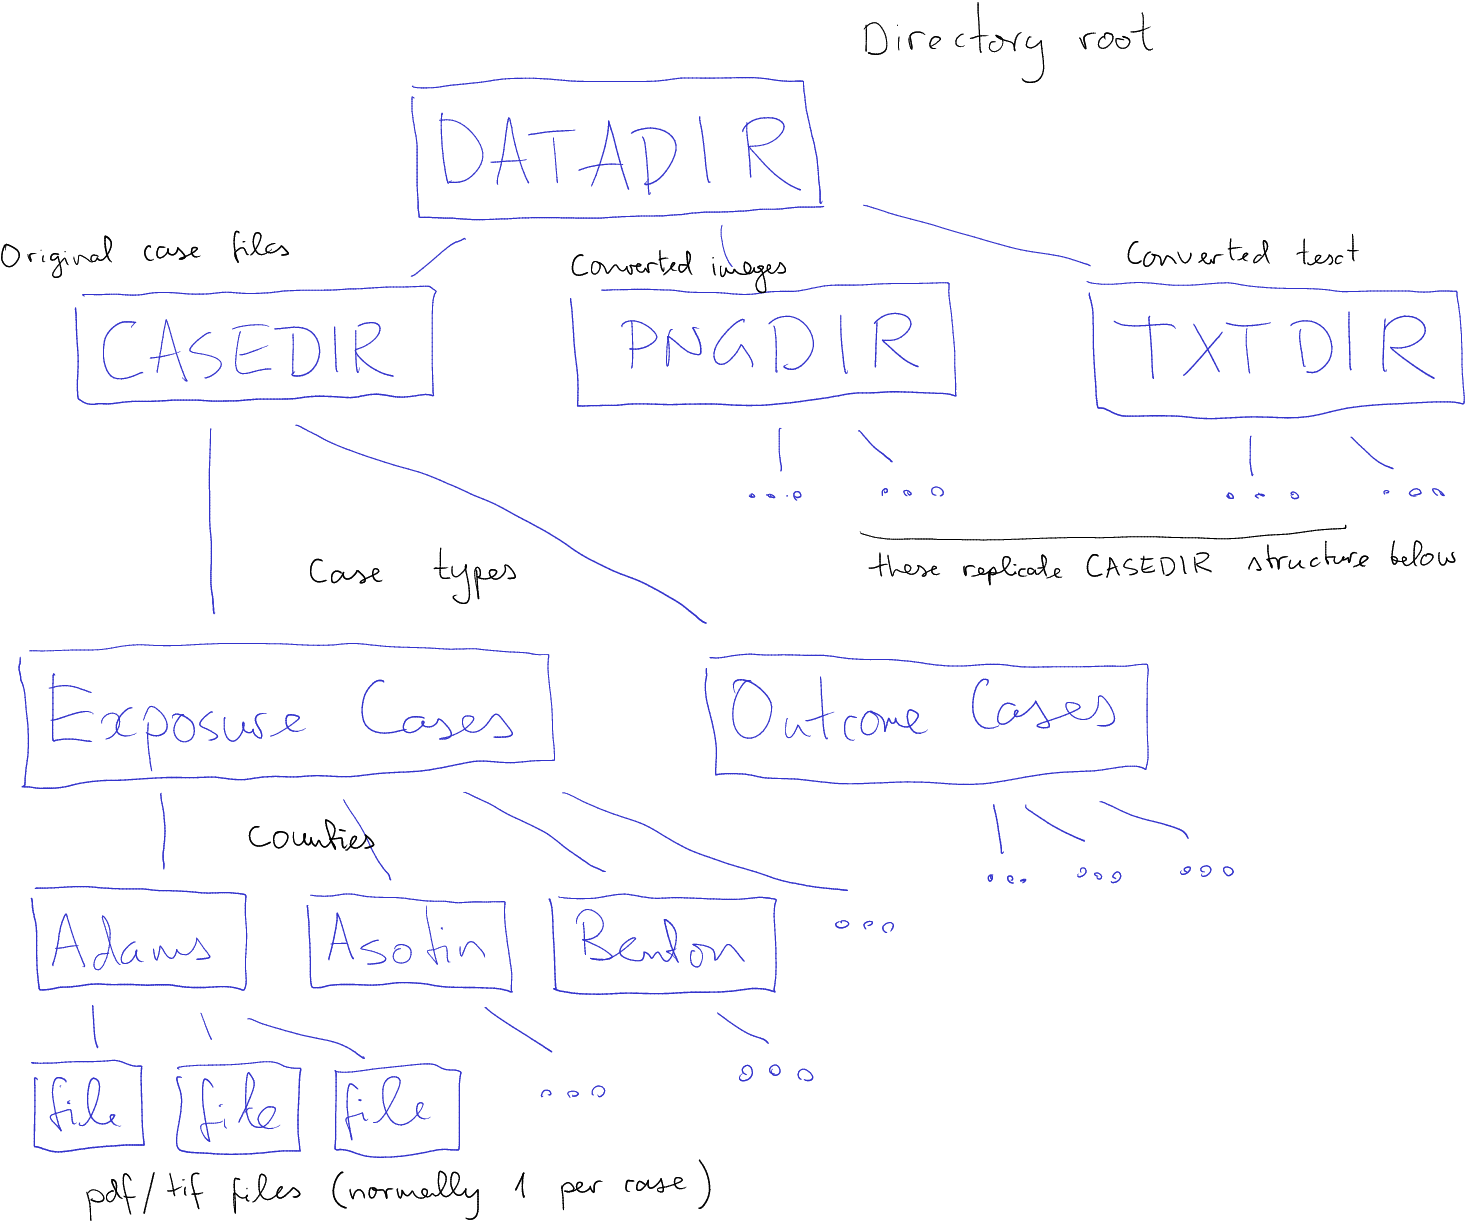 Directory root
DATADIR
Original case files
Converted images
Converted text
CASEDIR
PNGDIR
TXTDIR
... ...
... ...
these replicate CASEDIR structure below
Case types
Exposure Cases
Outcome Cases
Counties
... ... ...
Adams
Asotin
Benton
...
file
file
file
...
...
pdf/tif files (normally 1 per case)